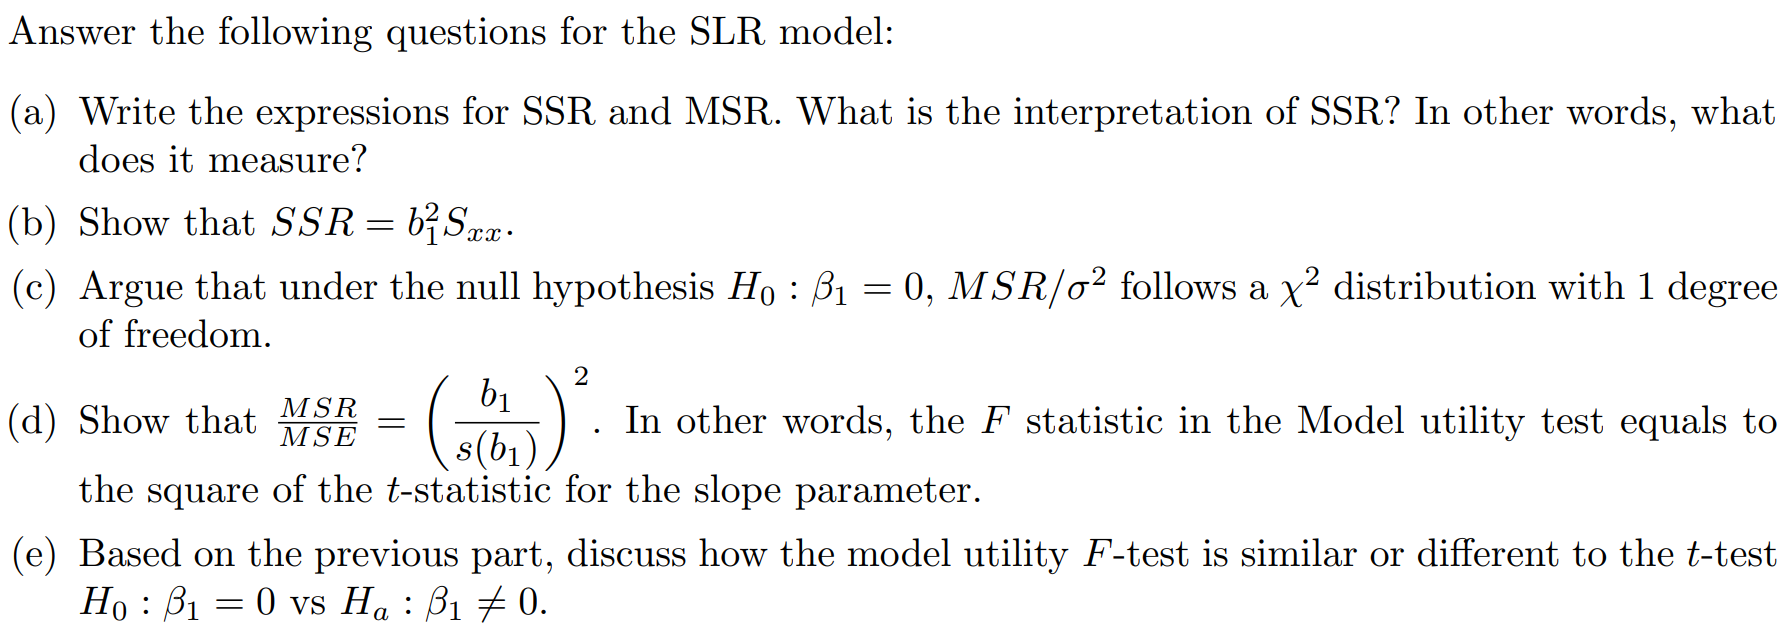 Answer the following questions for the SLR model:
(a) Write the expressions for SSR and MSR. What is the interpretation of SSR? In other words, what
does it measure?
(b) Show that $SSR = b_1^2 S_{xx}$.
(c) Argue that under the null hypothesis $H_0 : \beta_1 = 0$, $MSR/\sigma^2$ follows a $\chi^2$ distribution with 1 degree
of freedom.
(d) Show that $\frac{MSR}{MSE} = \left(\frac{b_1}{s(b_1)}\right)^2$. In other words, the $F$ statistic in the Model utility test equals to
the square of the $t$-statistic for the slope parameter.
(e) Based on the previous part, discuss how the model utility $F$-test is similar or different to the $t$-test
$H_0 : \beta_1 = 0$ vs $H_a : \beta_1 \neq 0$.